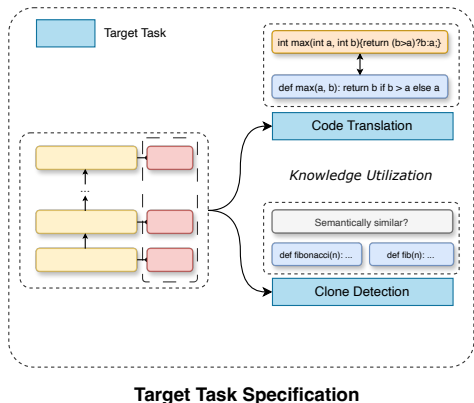 Target Task
int max(int a, int b){return (b>a)?b:a;}
def max(a, b): return b if b > a else a
Code Translation
Knowledge Utilization
...
Semantically similar?
def fibonacci(n): ...
def fib(n): ...
Clone Detection
Target Task Specification